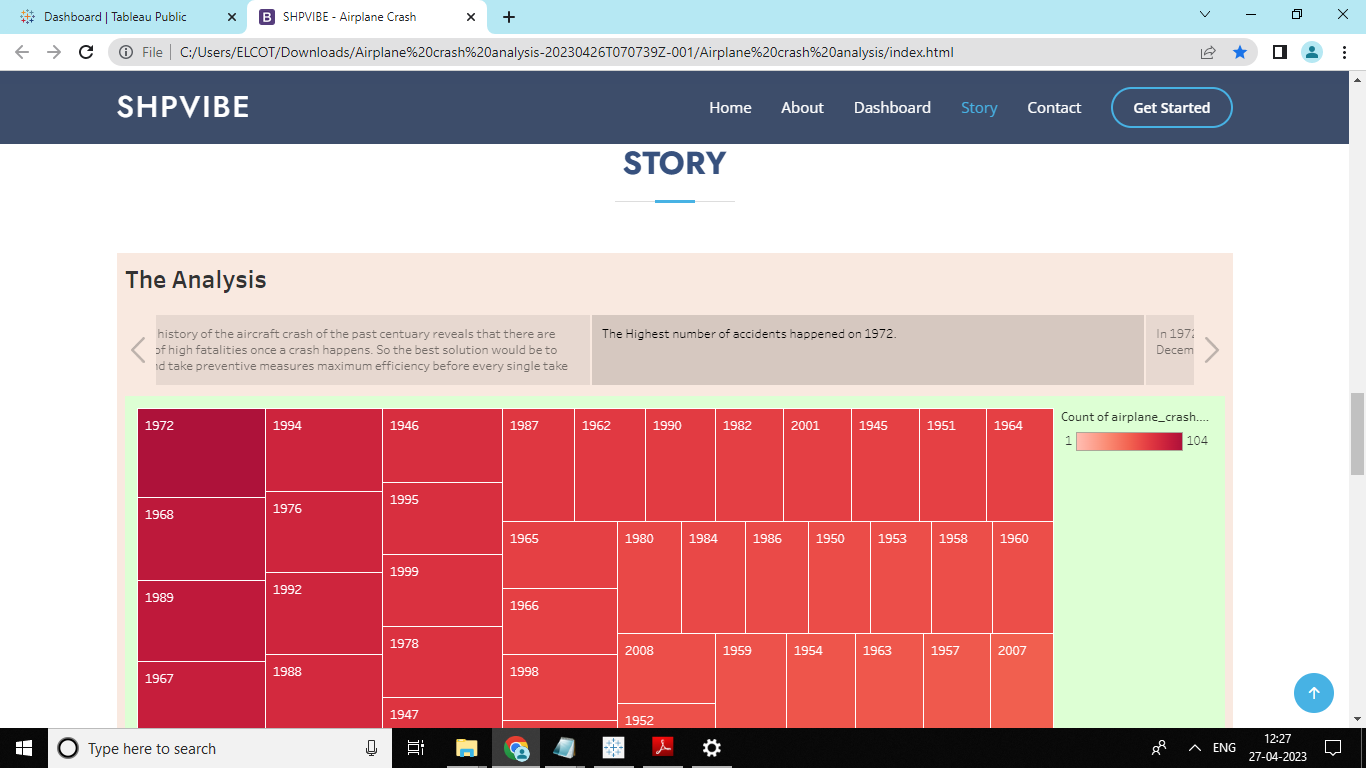 Dashboard | Tableau Public
SHPVIBE - Airplane Crash
File | C:/Users/ELCOT/Downloads/Airplane%20crash%20analysis-20230426T070739Z-001/Airplane%20crash%20analysis/index.html
SHPVIBE
Home About Dashboard Story Contact Get Started
STORY
The Analysis
history of the aircraft crash of the past centuary reveals that there are
of high fatalities once a crash happens. So the best solution would be to
nd take preventive measures maximum efficiency before every single take
The Highest number of accidents happened on 1972.
In 1972
Decem
Count of airplane_crash....
1 104
1972 1994 1946 1987 1962 1990 1982 2001 1945 1951 1964
1976 1995
1968
1965 1980 1984 1986 1950 1953 1958 1960
1999
1992
1989
1966
1978
2008 1959 1954 1963 1957 2007
1988 1998
1967
1947 1952
Type here to search
ENG
12:27
27-04-2023